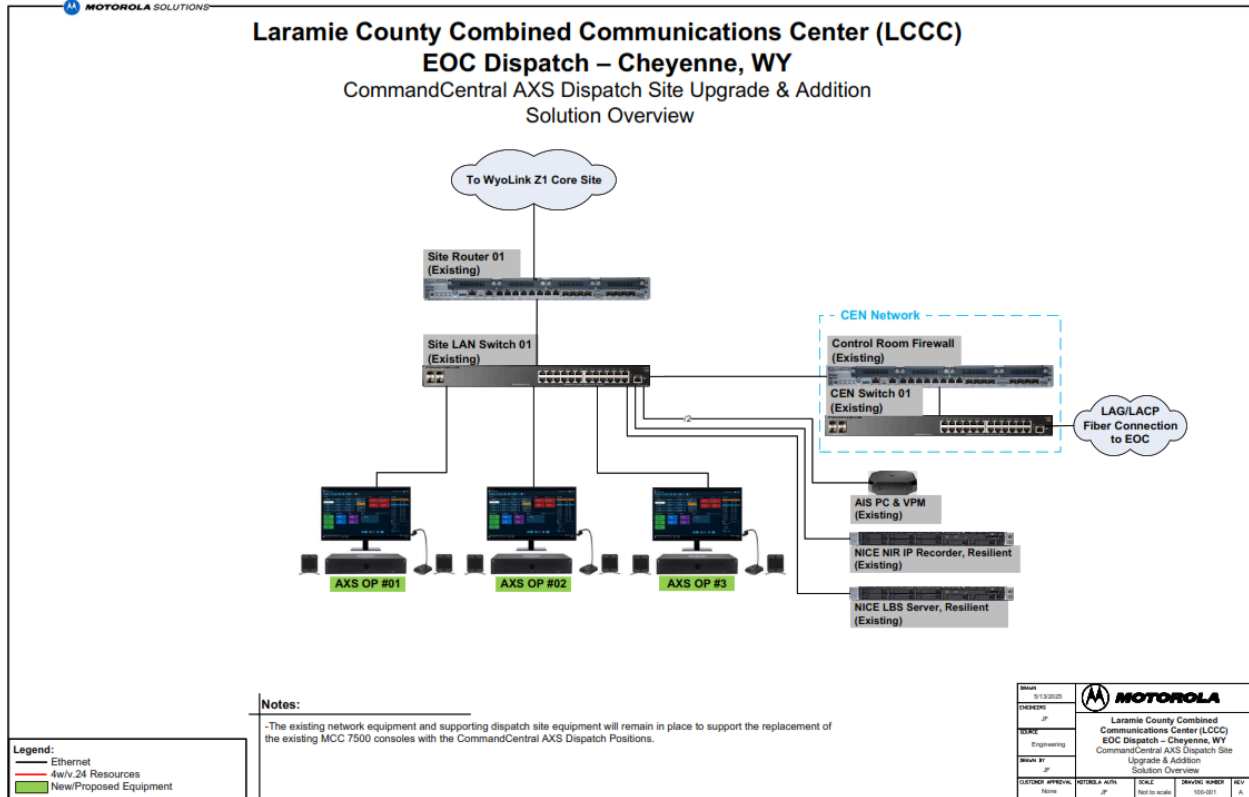 MOTOROLA SOLUTIONS
Laramie County Combined Communications Center (LCCC)
EOC Dispatch – Cheyenne, WY
CommandCentral AXS Dispatch Site Upgrade & Addition
Solution Overview
To WyoLink Z1 Core Site
Site Router 01
(Existing)
Site LAN Switch 01
(Existing)
CEN Network
Control Room Firewall
(Existing)
CEN Switch 01
(Existing)
LAG/LACP
Fiber Connection
to EOC
/2
AIS PC & VPM
(Existing)
NICE NIR IP Recorder, Resilient
(Existing)
NICE LBS Server, Resilient
(Existing)
AXS OP #01
AXS OP #02
AXS OP #3
Notes:
-The existing network equipment and supporting dispatch site equipment will remain in place to support the replacement of
the existing MCC 7500 consoles with the CommandCentral AXS Dispatch Positions.
Legend:
Ethernet
4w/v.24 Resources
New/Proposed Equipment
DRAWN
5/13/2025
ENGINEERS
JF
SOURCE
Engineering
DRAWN BY
JF
MOTOROLA
Laramie County Combined
Communications Center (LCCC)
EOC Dispatch – Cheyenne, WY
CommandCentral AXS Dispatch Site
Upgrade & Addition
Solution Overview
CUSTOMER APPROVAL
None
MOTOROLA AUTH.
JF
SCALE
Not to scale
DRAWING NUMBER
100-001
REV
A